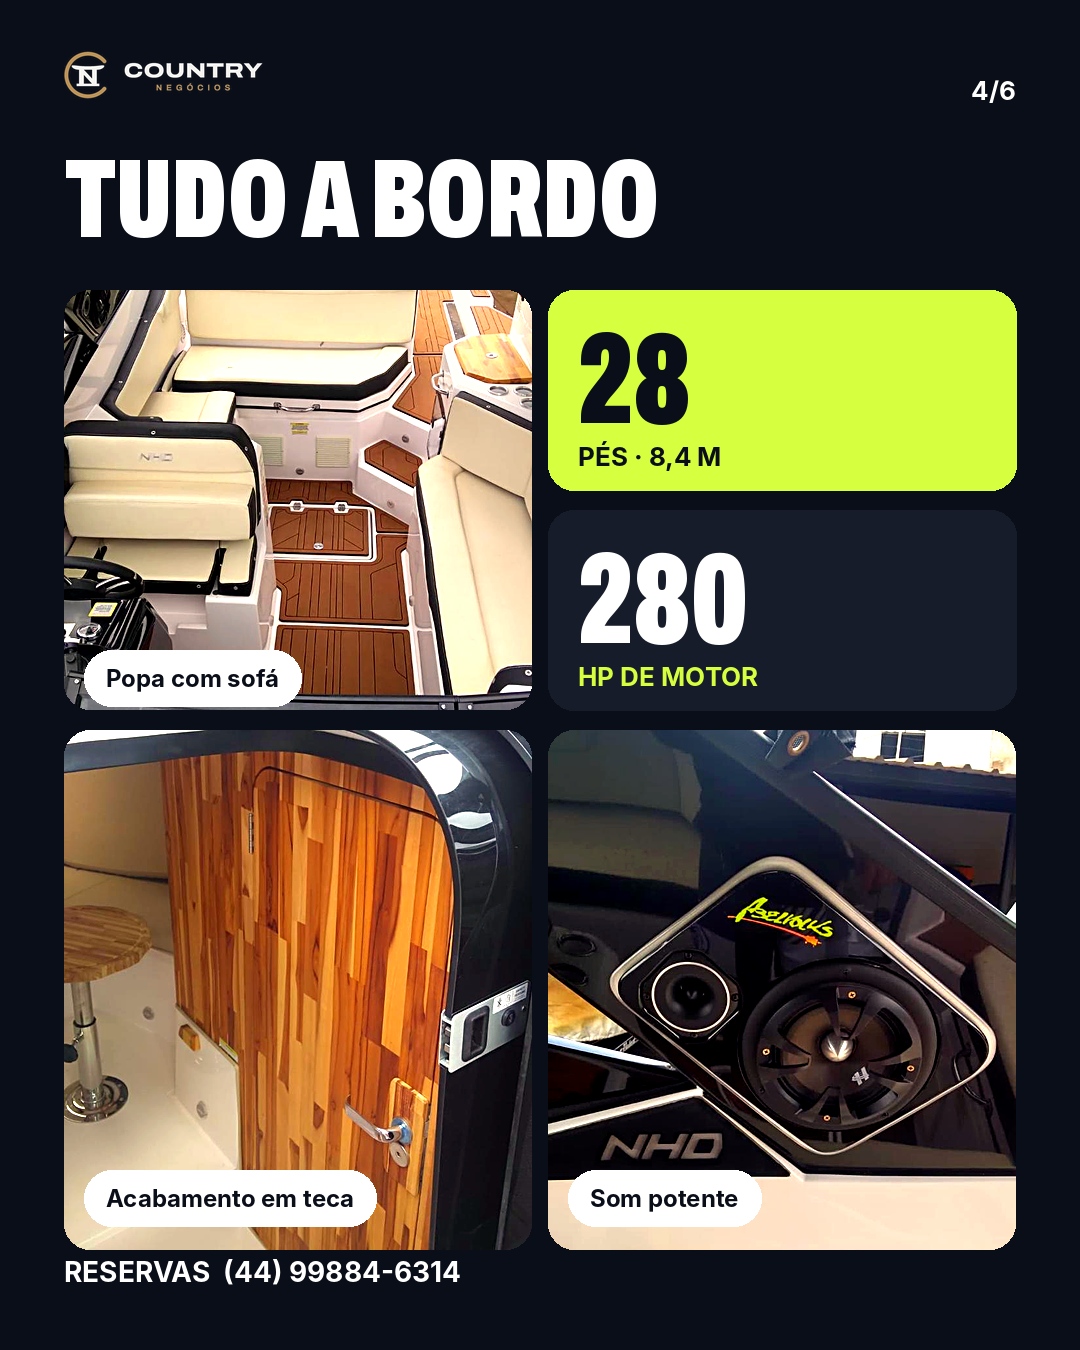 COUNTRY
NEGÓCIOS
4/6
TUDO A BORDO
NHD
Popa com sofá
28
PÉS · 8,4 M
280
HP DE MOTOR
Acabamento em teca
NHD
Som potente
RESERVAS (44) 99884-6314